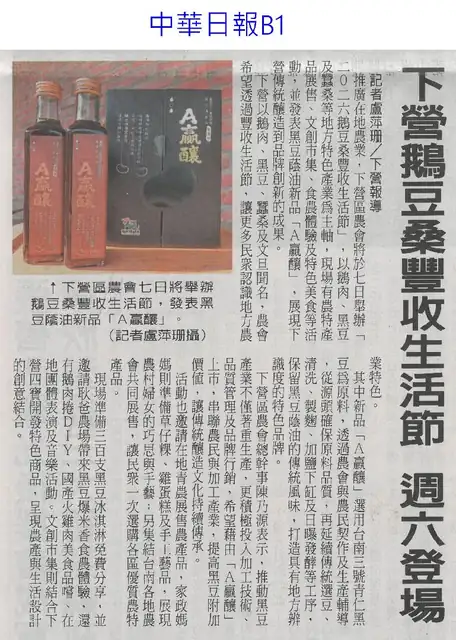 中華日報B1
下營鵝豆桑豐收生活節　週六登場
記者盧萍珊／下營報導
推廣在地農業，下營區農會將於七日舉辦「
二０二六鵝豆桑豐收生活節」，以鵝肉、黑豆
及蠶桑等地方特色產業為主軸，現場有農特產
品展售、文創市集、食農體驗及特色美食等活
動，並發表黑豆蔭油新品「A贏釀」，展現下
營傳統釀造到品牌創新的成果。
下營以鵝肉、黑豆、蠶桑及文旦聞名，農會
希望透過豐收生活節，讓更多民眾認識地方農
業特色。
其中新品「A贏釀」選用台南三號青仁黑
豆為原料，透過農會與農民契作及生產輔導
，從源頭確保原料品質，再延續傳統選豆、
清洗、製麴、加鹽下缸及日曝發酵等工序，
保留黑豆蔭油的傳統風味，打造具有地方辨
識度的特色品牌。
下營區農會總幹事陳乃源表示，推動黑豆
產業不僅著重生產，更積極投入加工技術、
品質管理及品牌行銷，希望藉由「A贏釀」
上市，串聯農民與加工產業，提高黑豆附加
價值，讓傳統釀造文化持續傳承。
活動也邀請在地青農展售農產品，家政媽
媽則準備草仔粿、雞蛋糕及手工藝品，展現
農村婦女的巧思與手藝；另集結台南各地農
會共同展售，讓民眾一次選購各區優質農特
產品。
現場準備三百支黑豆冰淇淋免費分享，並
邀請耿爸農場帶來黑豆爆米香食農體驗，還
有鵝肉捲DIY、國產火雞肉美食品嚐、在
地團體表演及音樂活動。文創市集則結合下
營四寶開發特色商品，呈現農產與生活設計
的創意結合。
A贏釀
A贏釀
A贏釀
↑下營區農會七日將舉辦
鵝豆桑豐收生活節，發表黑
豆蔭油新品「A贏釀」。
（記者盧萍珊攝）